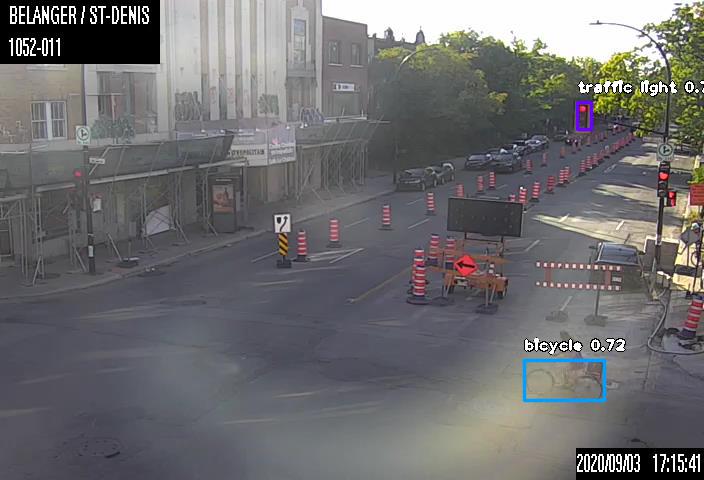 BELANGER / ST-DENIS
1052-011
traffic light 0.7
bicycle 0.72
2020/09/03 17:15:41